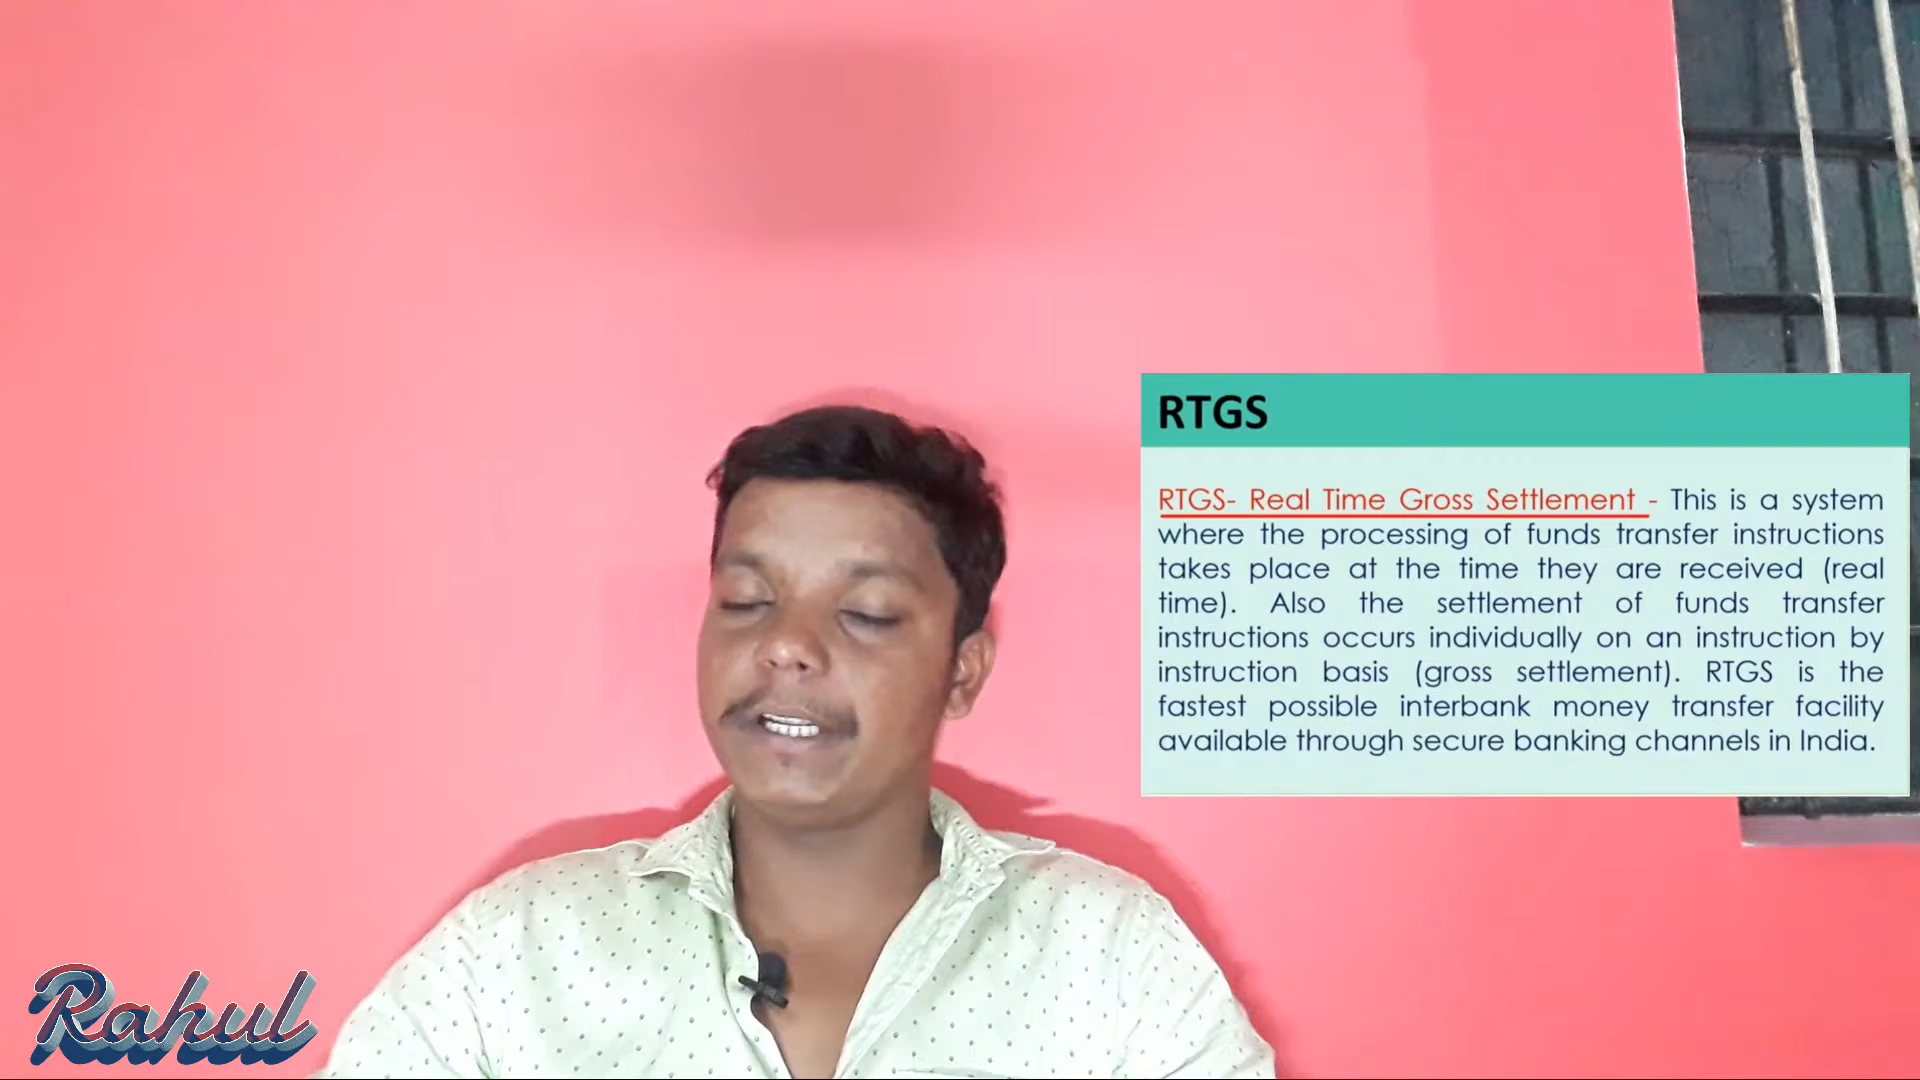 RTGS
RTGS- Real Time Gross Settlement - This is a system
where the processing of funds transfer instructions
takes place at the time they are received (real
time). Also the settlement of funds transfer
instructions occurs individually on an instruction by
instruction basis (gross settlement). RTGS is the
fastest possible interbank money transfer facility
available through secure banking channels in India.
Rahul